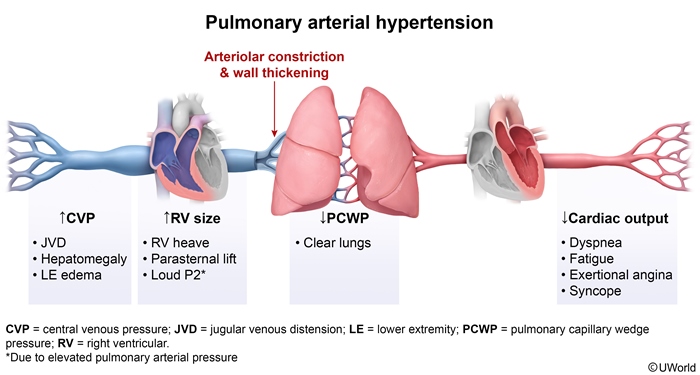 Pulmonary arterial hypertension
Arteriolar constriction
& wall thickening
↑CVP
• JVD
• Hepatomegaly
• LE edema
↑RV size
• RV heave
• Parasternal lift
• Loud P2*
↓PCWP
• Clear lungs
↓Cardiac output
• Dyspnea
• Fatigue
• Exertional angina
• Syncope
CVP = central venous pressure; JVD = jugular venous distension; LE = lower extremity; PCWP = pulmonary capillary wedge
pressure; RV = right ventricular.
*Due to elevated pulmonary arterial pressure
©UWorld